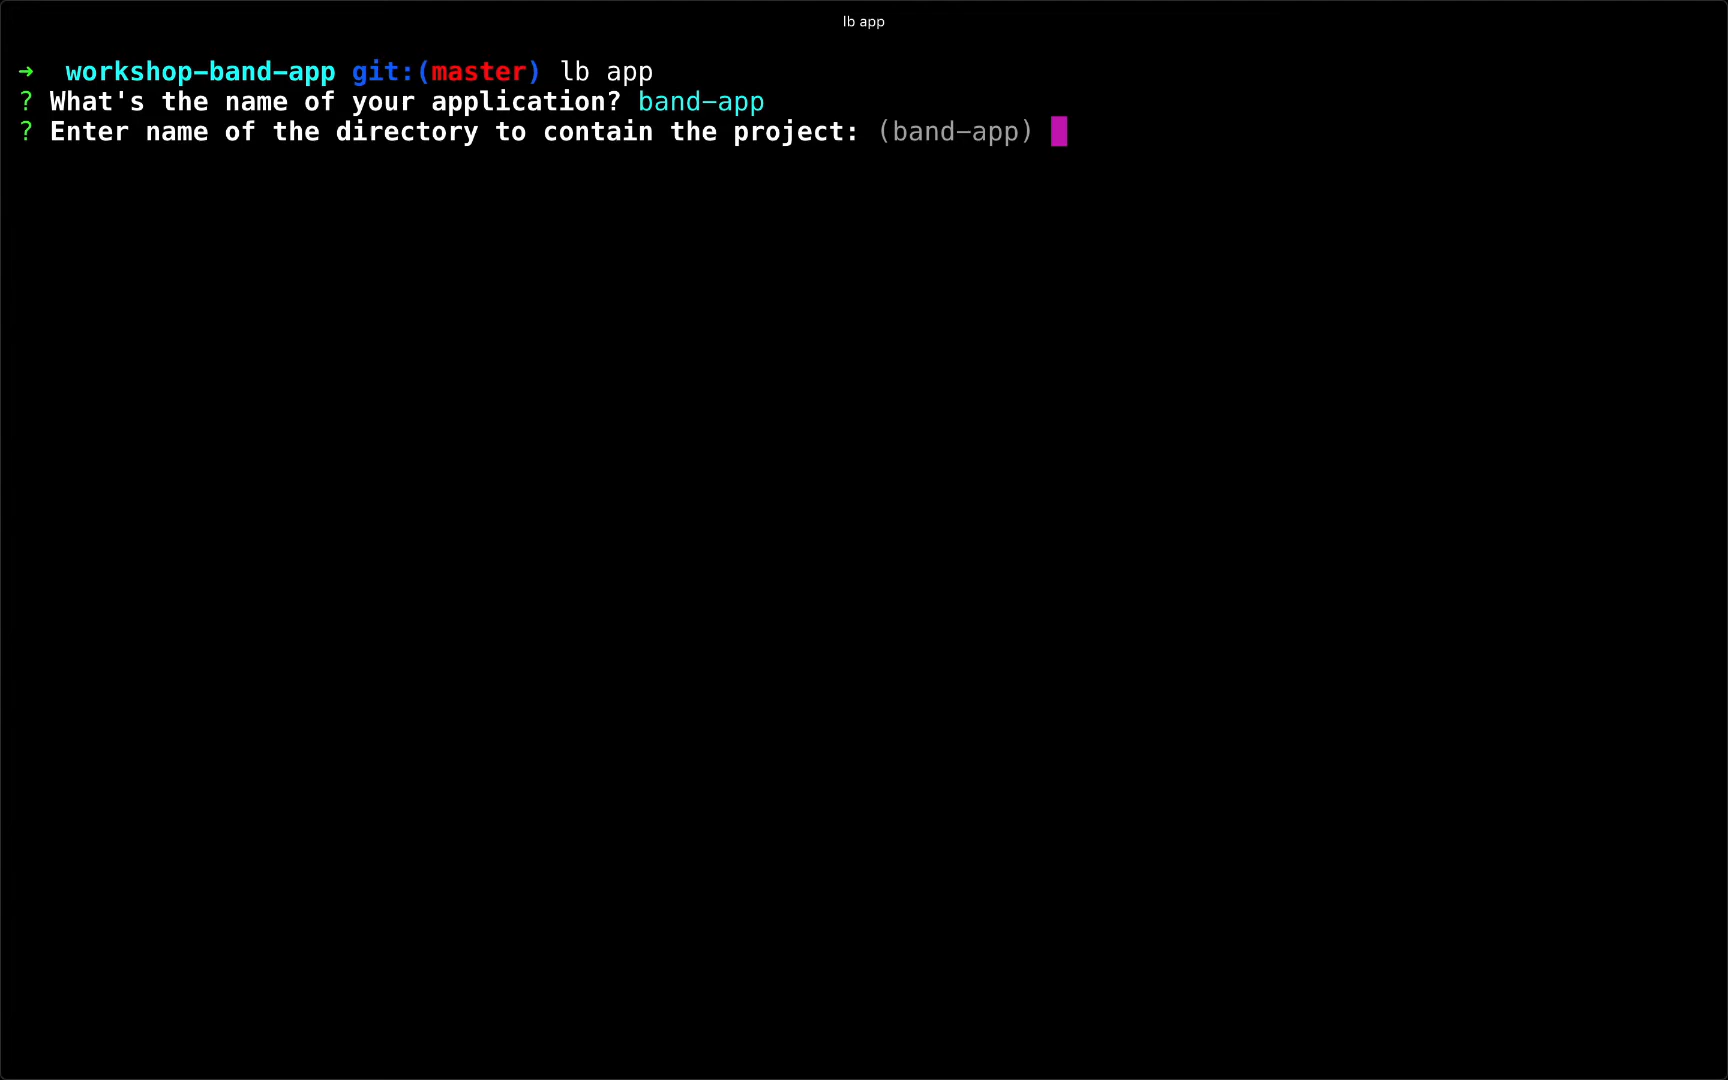 lb app
➜ workshop-band-app git:(master) lb app
? What's the name of your application? band-app
? Enter name of the directory to contain the project: (band-app)